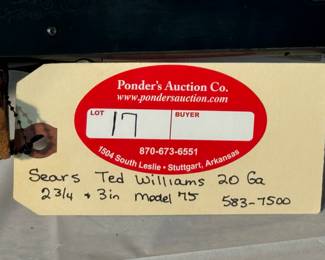 Ponder's Auction Co.
www.pondersauction.com
LOT 17 BUYER
870-673-6551
1504 South Leslie • Stuttgart, Arkansas
Sears Ted Williams 20 Ga
2 3/4 + 3in model 75 583-7500